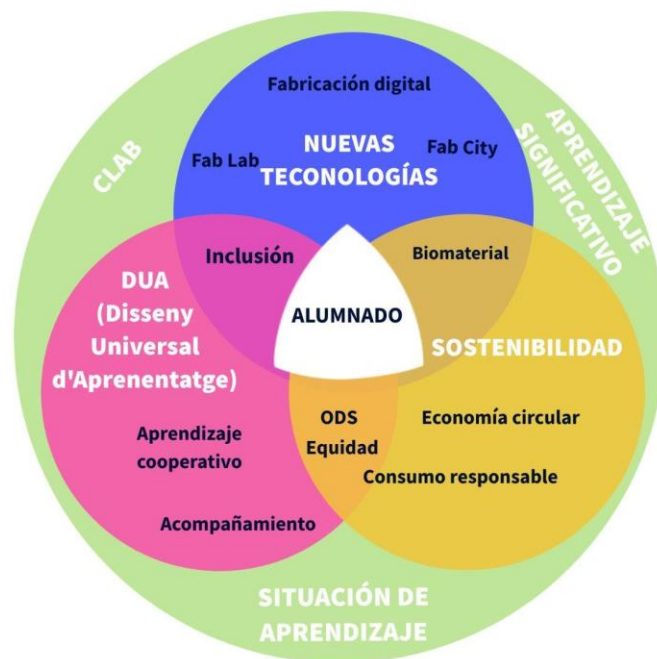 Fabricación digital
NUEVAS
TECONOLOGÍAS
Fab Lab
Fab City
CLAB
APRENDIZAJE
SIGNIFICATIVO
Inclusión
Biomaterial
DUA
(Disseny
Universal
d'Aprenentatge)
ALUMNADO
SOSTENIBILIDAD
ODS
Equidad
Economía circular
Aprendizaje
cooperativo
Consumo responsable
Acompañamiento
SITUACIÓN DE
APRENDIZAJE